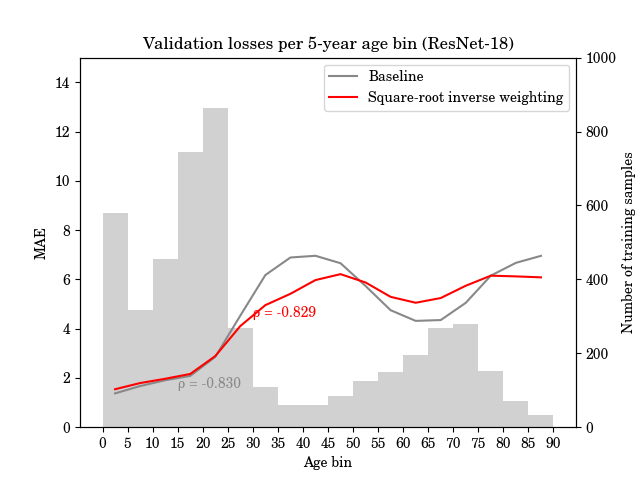 Validation losses per 5-year age bin (ResNet-18)
Baseline
Square-root inverse weighting
MAE
14
12
10
8
6
4
2
0
1000
800
600
400
200
0
Number of training samples
ρ = -0.829
ρ = -0.830
0 5 10 15 20 25 30 35 40 45 50 55 60 65 70 75 80 85 90
Age bin